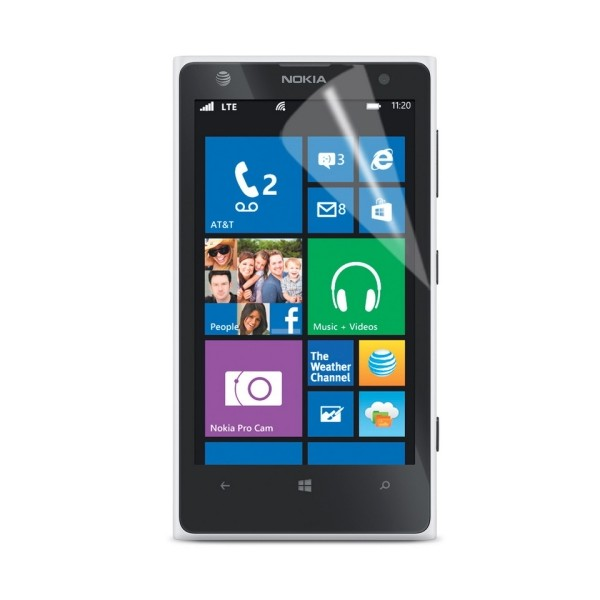 NOKIA
LTE 11:20
2
3
8
AT&T
People
Music + Videos
The
Weather
Channel
Nokia Pro Cam